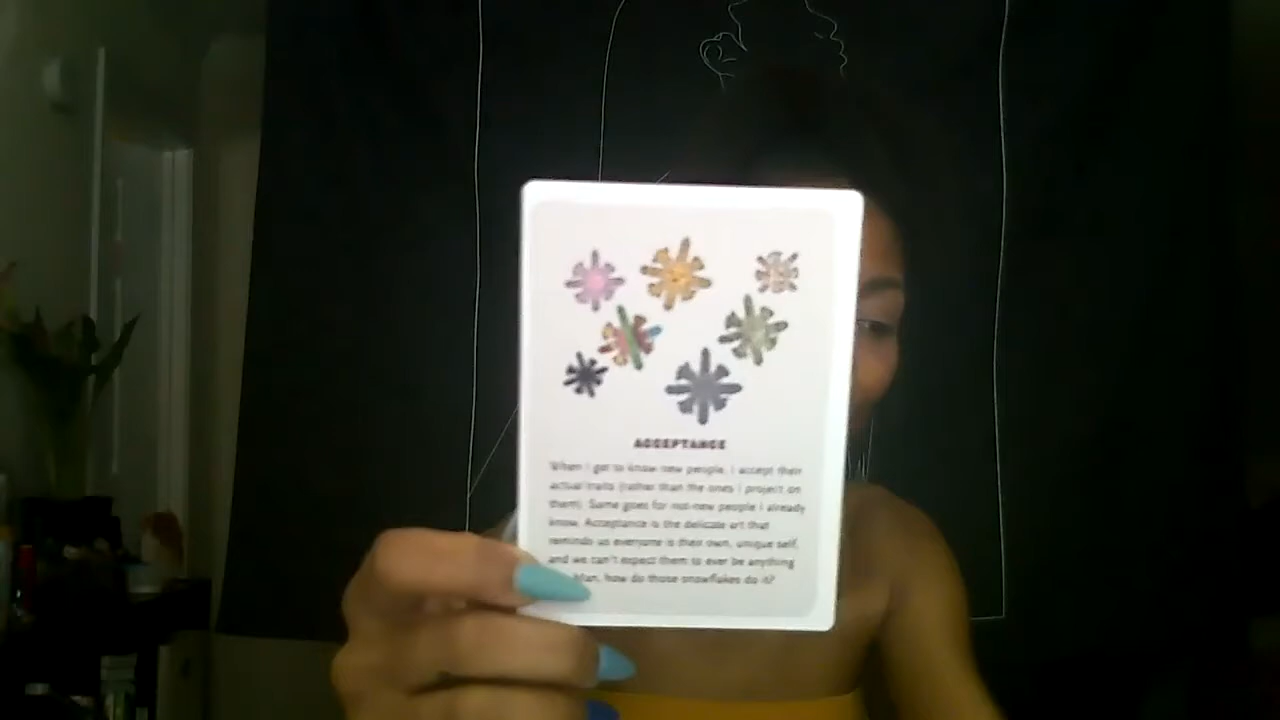 ACCEPTANCE
When I get to know new people, I accept their
actual traits (rather than the ones I project on
them). Same goes for not-new people I already
know. Acceptance is the delicate art that
reminds us everyone is their own, unique self,
and we can't expect them to ever be anything
Man, how do those snowflakes do it?